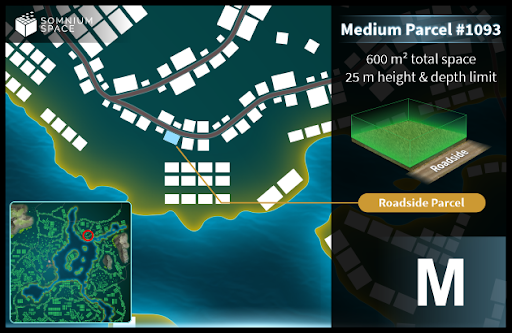 SOMNIUM
SPACE
Medium Parcel #1093
600 m² total space
25 m height & depth limit
Roadside
Roadside Parcel
M